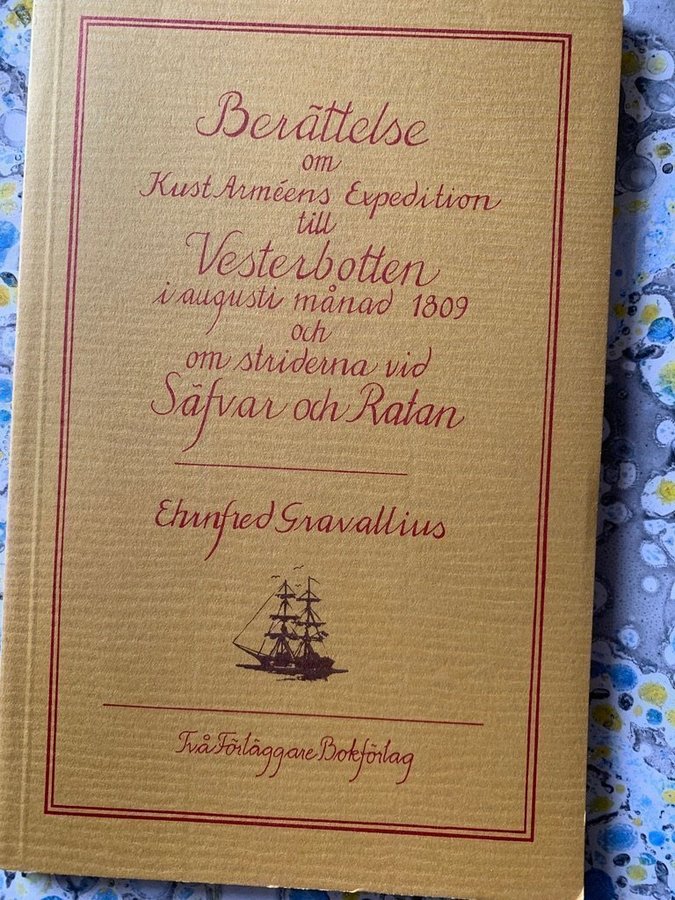 Berättelse
om
Kust Arméens Expedition
till
Vesterbotten
i augusti månad 1809
och
om striderna vid
Säfvar och Ratan
Ehrnfred Gravallius
Två Förläggare Bokförlag